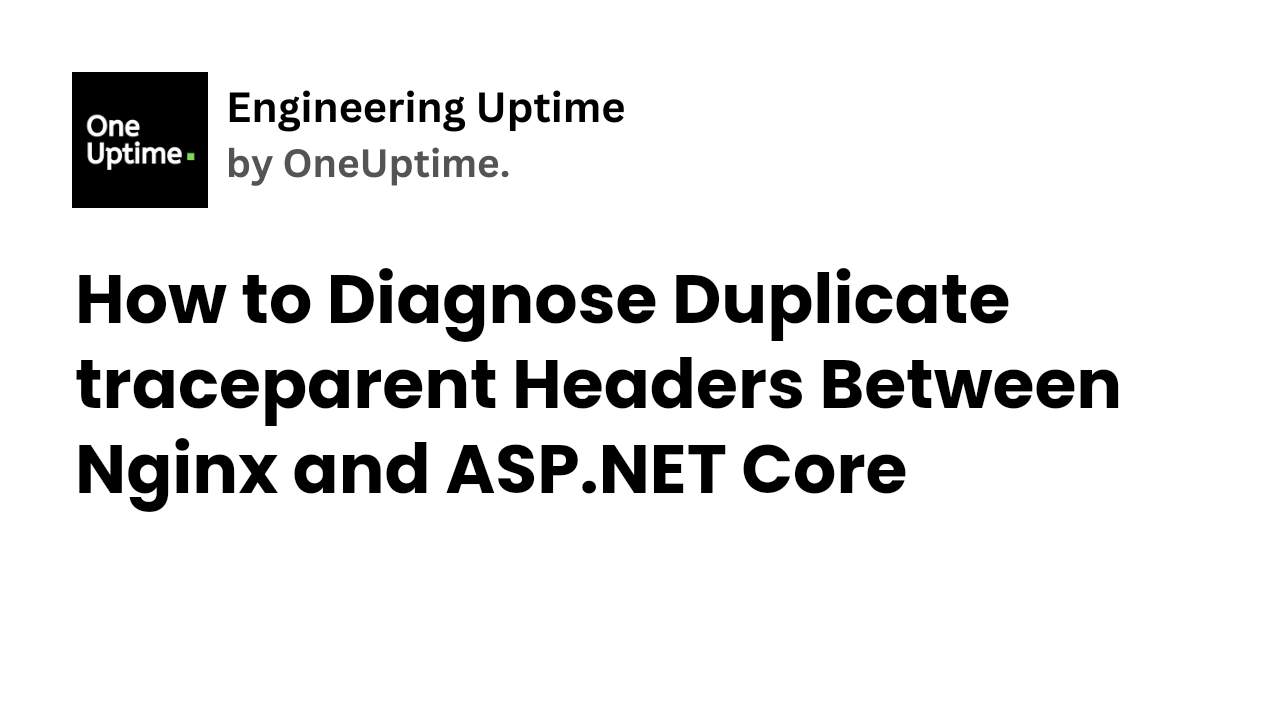 One
Uptime.
Engineering Uptime
by OneUptime.
How to Diagnose Duplicate
traceparent Headers Between
Nginx and ASP.NET Core